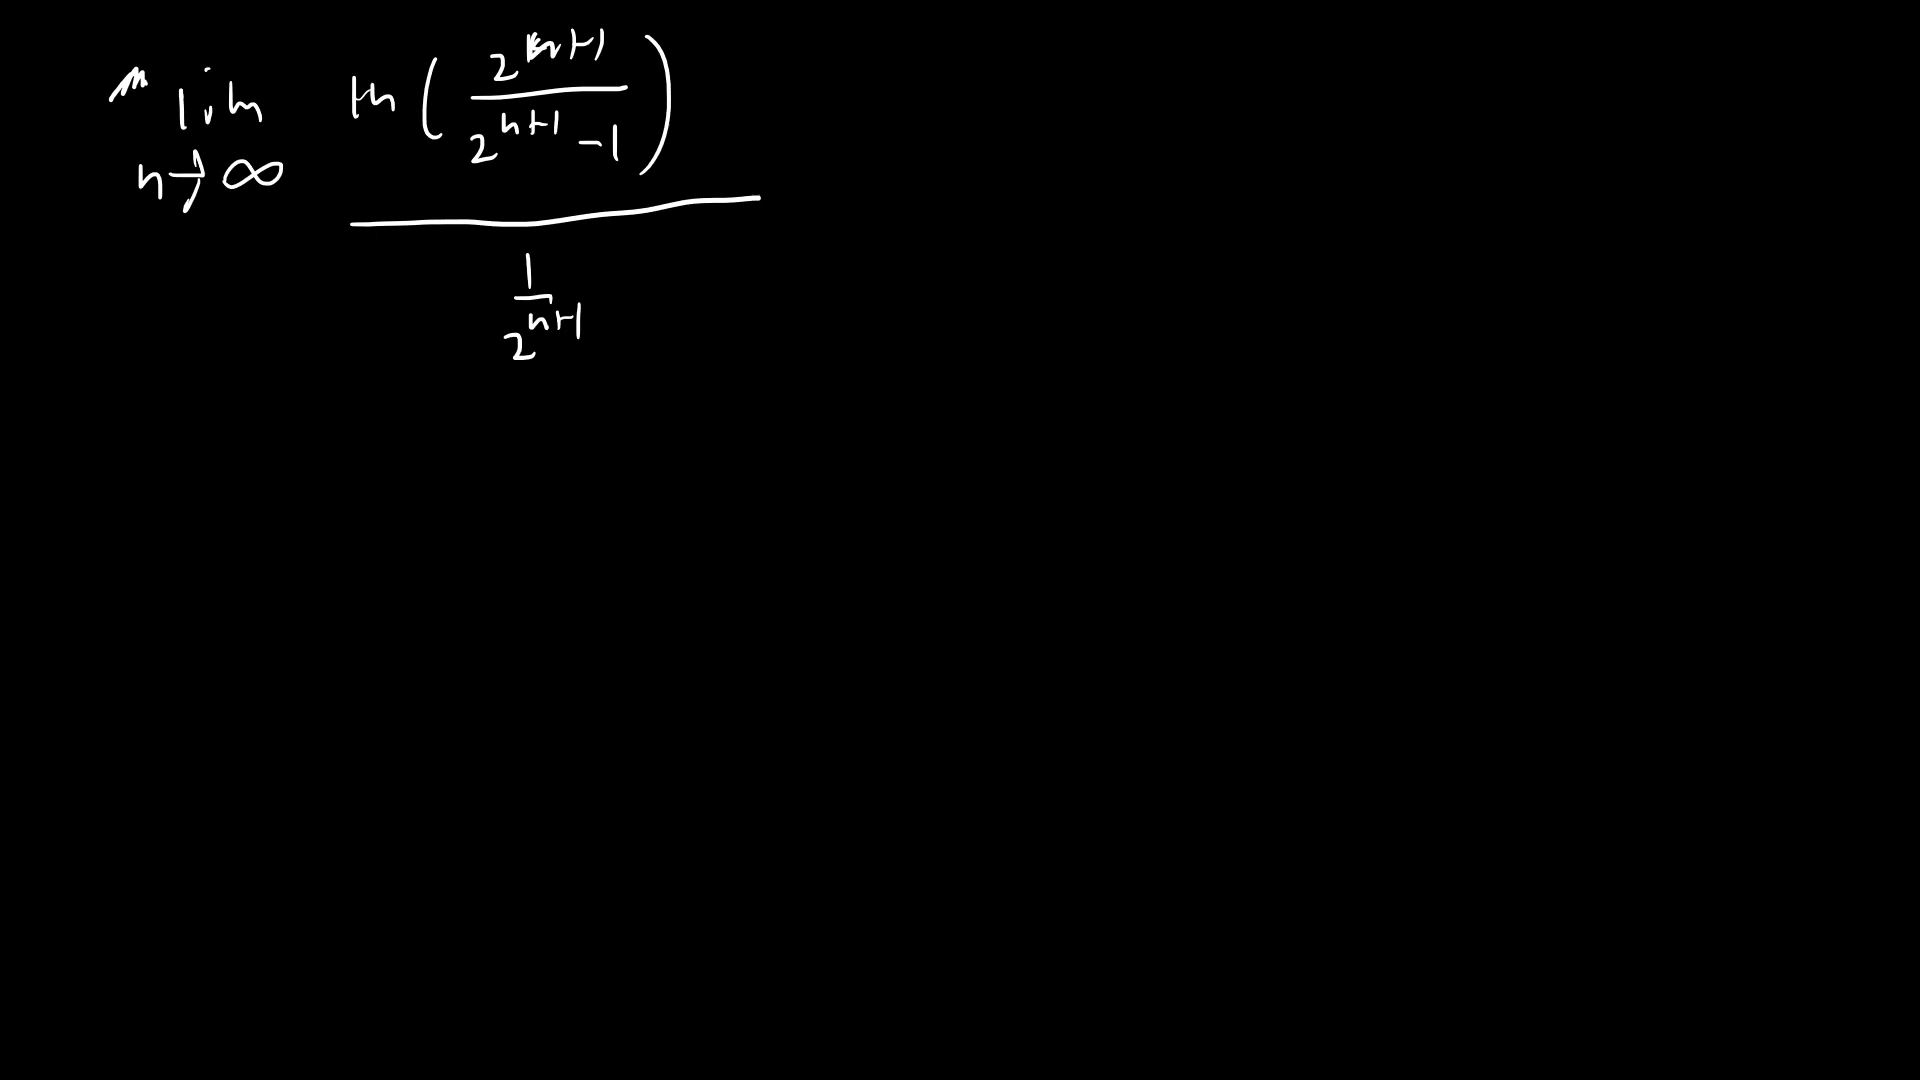 lim ln ( 2^{n+1} / 2^{n+1} -1 )
n→∞
1
2^{n+1}